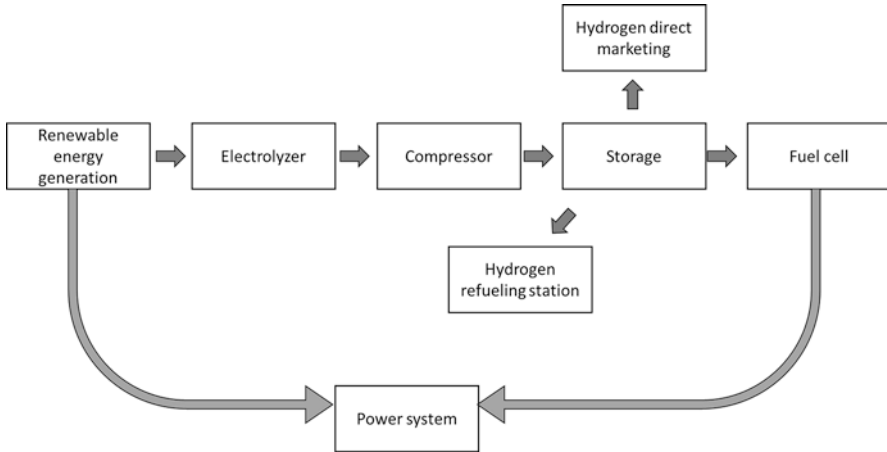 Hydrogen direct
marketing
Renewable
energy
generation
Electrolyzer
Compressor
Storage
Fuel cell
Hydrogen
refueling station
Power system